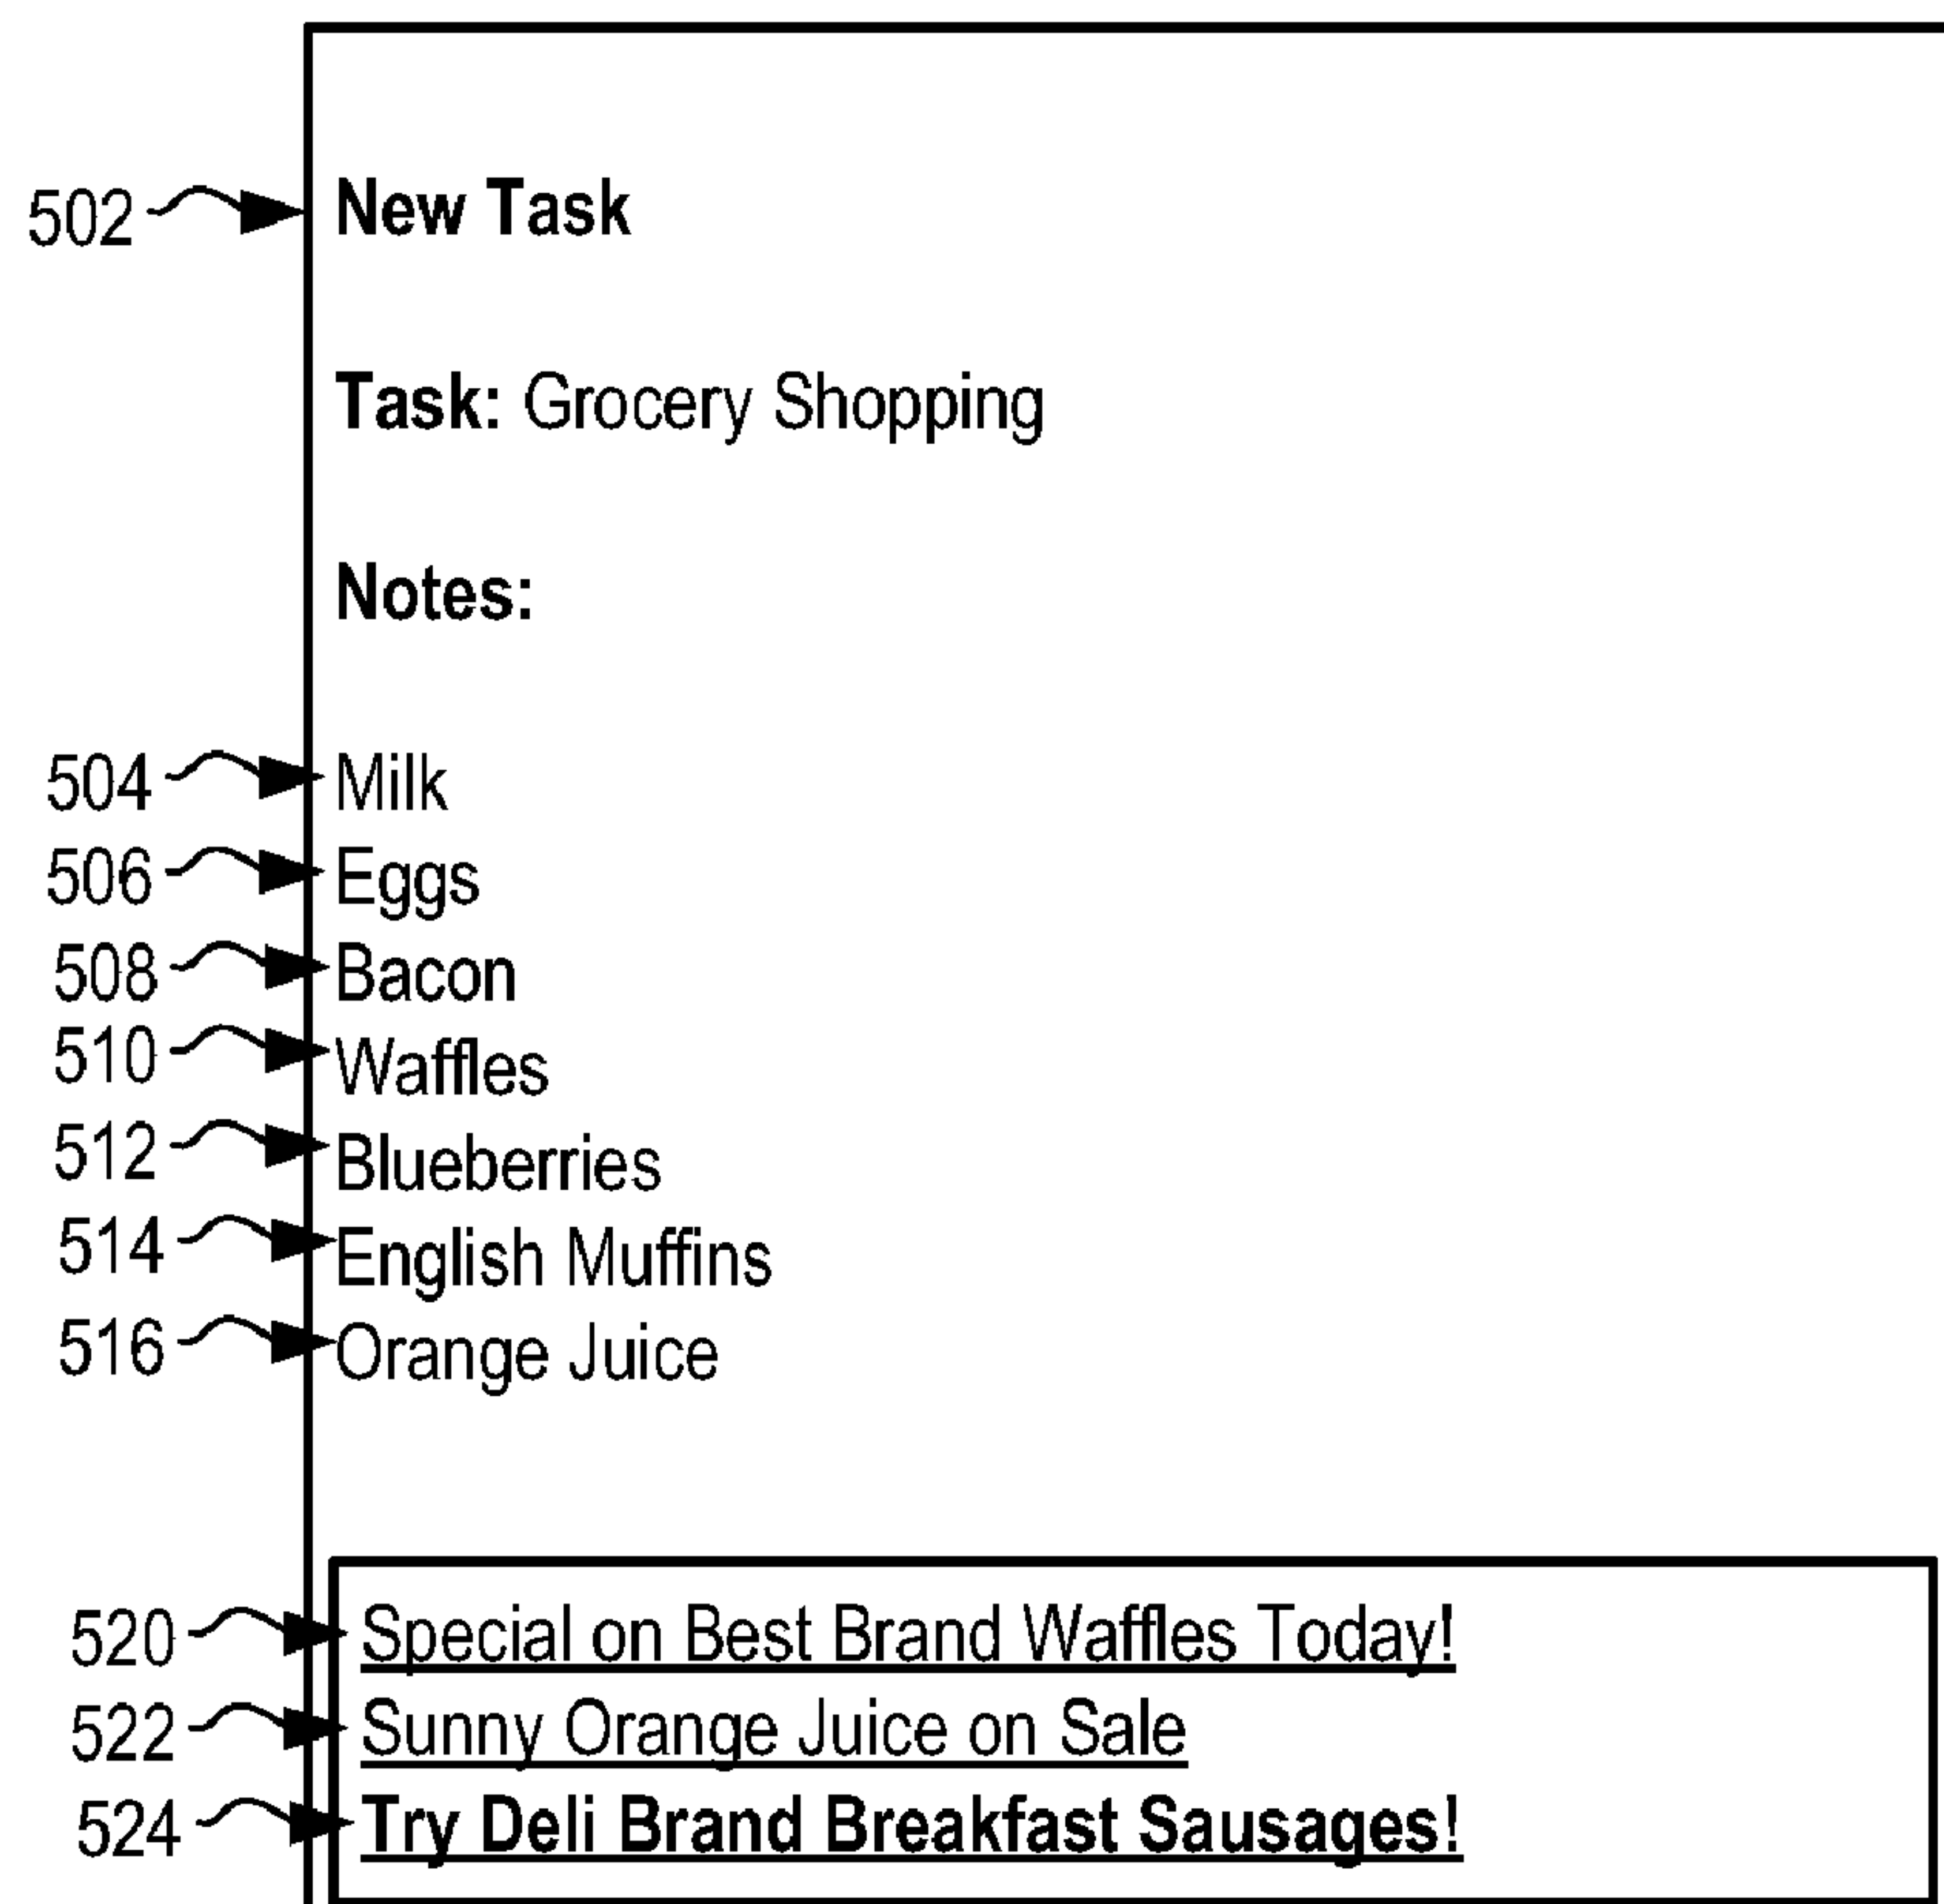 502 New Task
Task: Grocery Shopping
Notes:
504 Milk
506 Eggs
508 Bacon
510 Waffles
512 Blueberries
514 English Muffins
516 Orange Juice
520 Special on Best Brand Waffles Today!
522 Sunny Orange Juice on Sale
524 Try Deli Brand Breakfast Sausages!